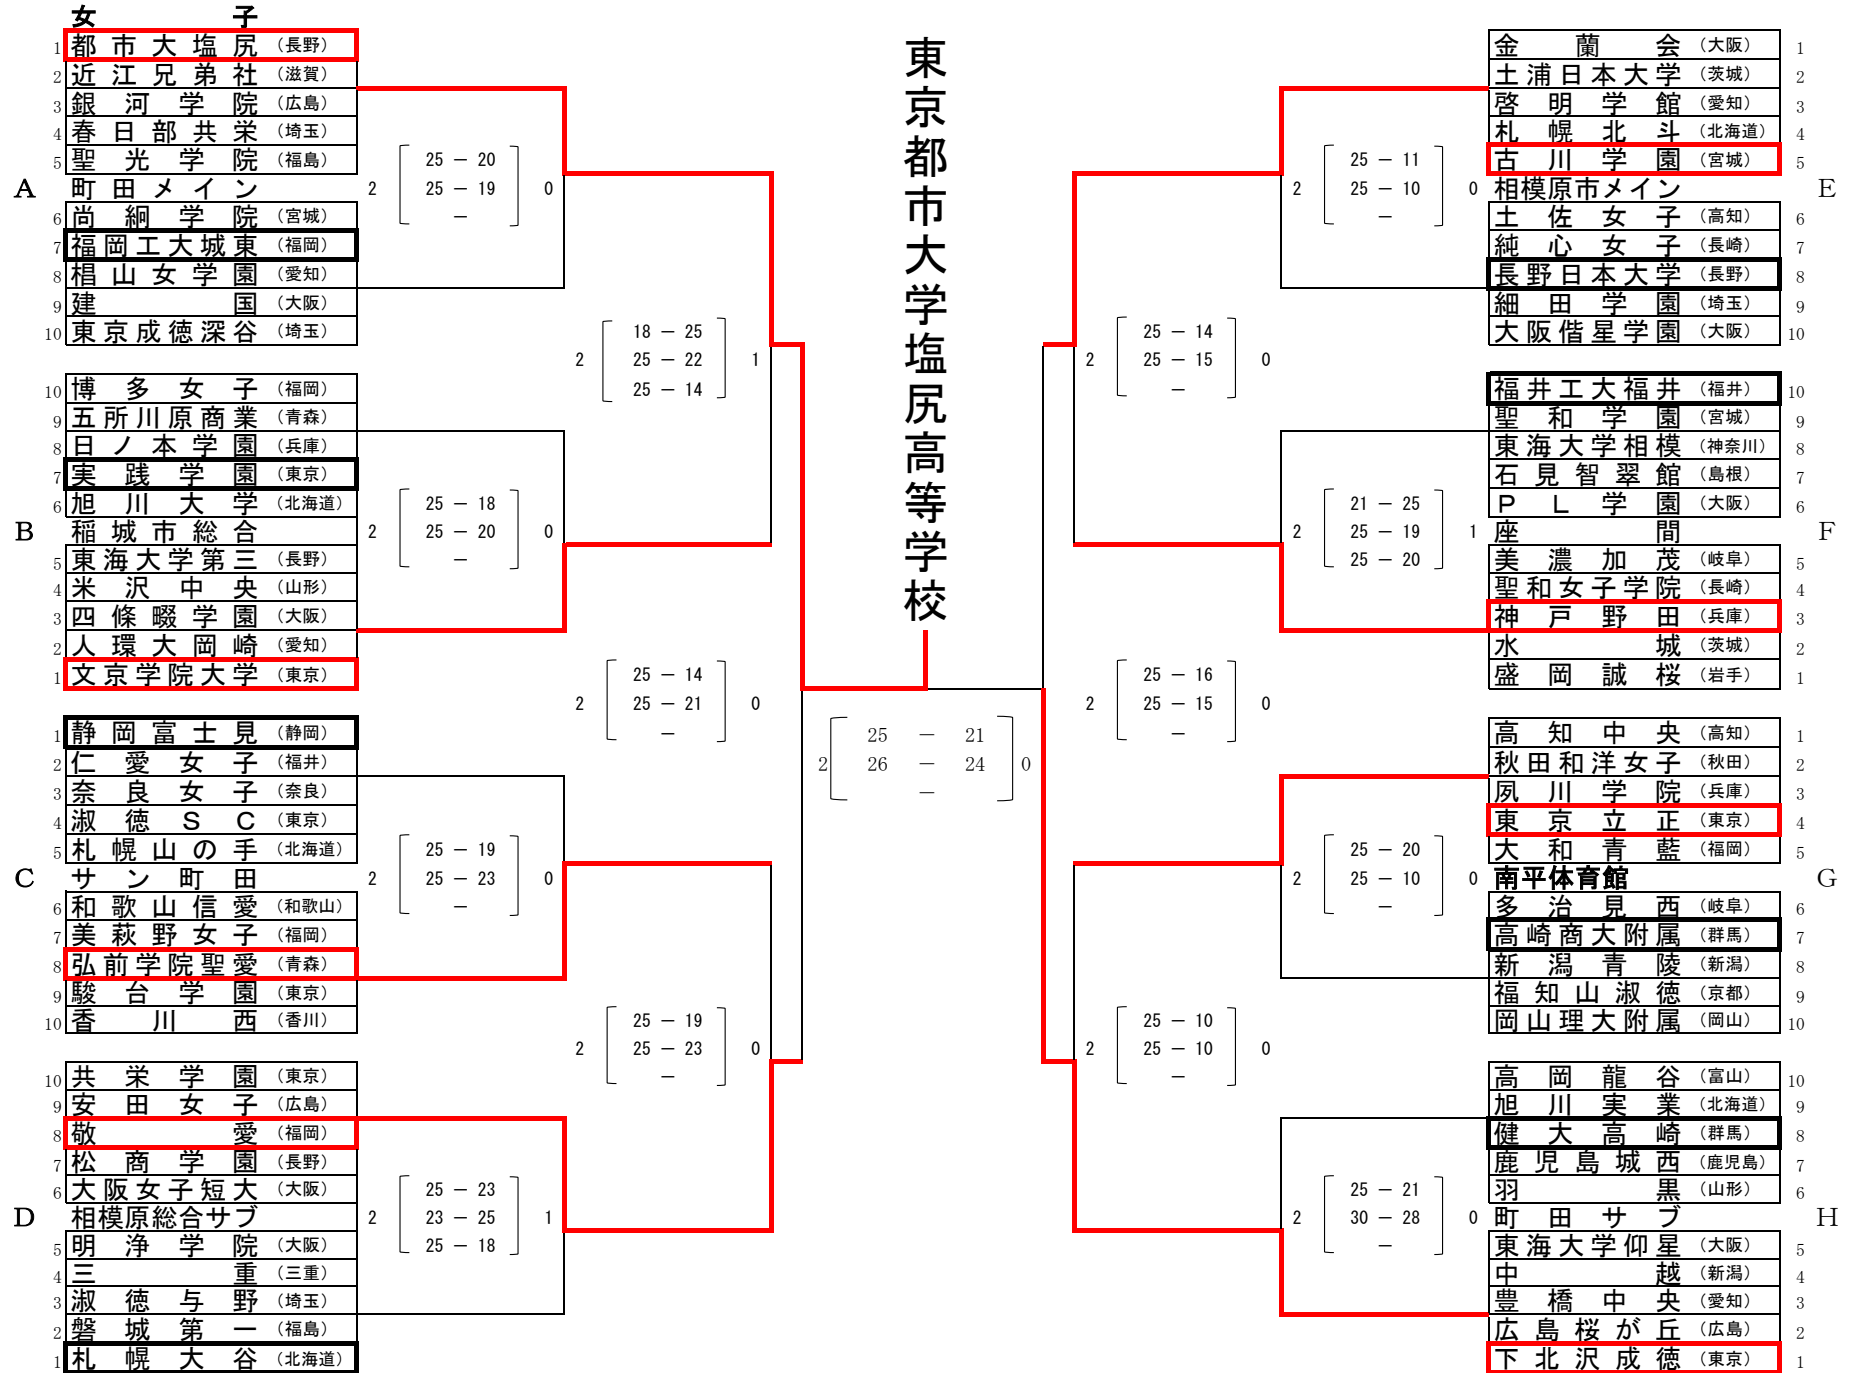 女 子
1 都市大塩尻 （長野）
2 近江兄弟社 （滋賀）
3 銀河学院 （広島）
4 春日部共栄 （埼玉）
5 聖光学院 （福島）
A 町田メイン
6 尚絅学院 （宮城）
7 福岡工大城東 （福岡）
8 椙山女学園 （愛知）
9 建国 （大阪）
10 東京成徳深谷 （埼玉）
2 25 － 20 0
25 － 19
－
10 博多女子 （福岡）
9 五所川原商業 （青森）
8 日ノ本学園 （兵庫）
7 実践学園 （東京）
6 旭川大学 （北海道）
B 稲城市総合
5 東海大学第三 （長野）
4 米沢中央 （山形）
3 四條畷学園 （大阪）
2 人環大岡崎 （愛知）
1 文京学院大学 （東京）
2 25 － 18 0
25 － 20
－
2 18 － 25 1
25 － 22
25 － 14
1 静岡富士見 （静岡）
2 仁愛女子 （福井）
3 奈良女子 （奈良）
4 淑徳ＳＣ （東京）
5 札幌山の手 （北海道）
C サン町田
6 和歌山信愛 （和歌山）
7 美萩野女子 （福岡）
8 弘前学院聖愛 （青森）
9 駿台学園 （東京）
10 香川西 （香川）
2 25 － 19 0
25 － 23
－
10 共栄学園 （東京）
9 安田女子 （広島）
8 敬愛 （福岡）
7 松商学園 （長野）
6 大阪女子短大 （大阪）
D 相模原総合サブ
5 明浄学院 （大阪）
4 三重 （三重）
3 淑徳与野 （埼玉）
2 磐城第一 （福島）
1 札幌大谷 （北海道）
2 25 － 23 1
23 － 25
25 － 18
2 25 － 19 0
25 － 23
－
2 25 － 14 0
25 － 21
－
東京都市大学塩尻高等学校
2 25 － 21 0
26 － 24
－
金蘭会 （大阪） 1
土浦日本大学 （茨城） 2
啓明学館 （愛知） 3
札幌北斗 （北海道） 4
古川学園 （宮城） 5
相模原市メイン E
土佐女子 （高知） 6
純心女子 （長崎） 7
長野日本大学 （長野） 8
細田学園 （埼玉） 9
大阪偕星学園 （大阪） 10
2 25 － 11 0
25 － 10
－
福井工大福井 （福井） 10
聖和学園 （宮城） 9
東海大学相模 （神奈川） 8
石見智翠館 （島根） 7
ＰＬ学園 （大阪） 6
座間 F
美濃加茂 （岐阜） 5
聖和女子学院 （長崎） 4
神戸野田 （兵庫） 3
水城 （茨城） 2
盛岡誠桜 （岩手） 1
2 21 － 25 1
25 － 19
25 － 20
2 25 － 14 0
25 － 15
－
高知中央 （高知） 1
秋田和洋女子 （秋田） 2
夙川学院 （兵庫） 3
東京立正 （東京） 4
大和青藍 （福岡） 5
南平体育館 G
多治見西 （岐阜） 6
高崎商大附属 （群馬） 7
新潟青陵 （新潟） 8
福知山淑徳 （京都） 9
岡山理大附属 （岡山） 10
2 25 － 20 0
25 － 10
－
高岡龍谷 （富山） 10
旭川実業 （北海道） 9
健大高崎 （群馬） 8
鹿児島城西 （鹿児島） 7
羽黒 （山形） 6
町田サブ H
東海大学仰星 （大阪） 5
中越 （新潟） 4
豊橋中央 （愛知） 3
広島桜が丘 （広島） 2
下北沢成徳 （東京） 1
2 25 － 21 0
30 － 28
－
2 25 － 10 0
25 － 10
－
2 25 － 16 0
25 － 15
－